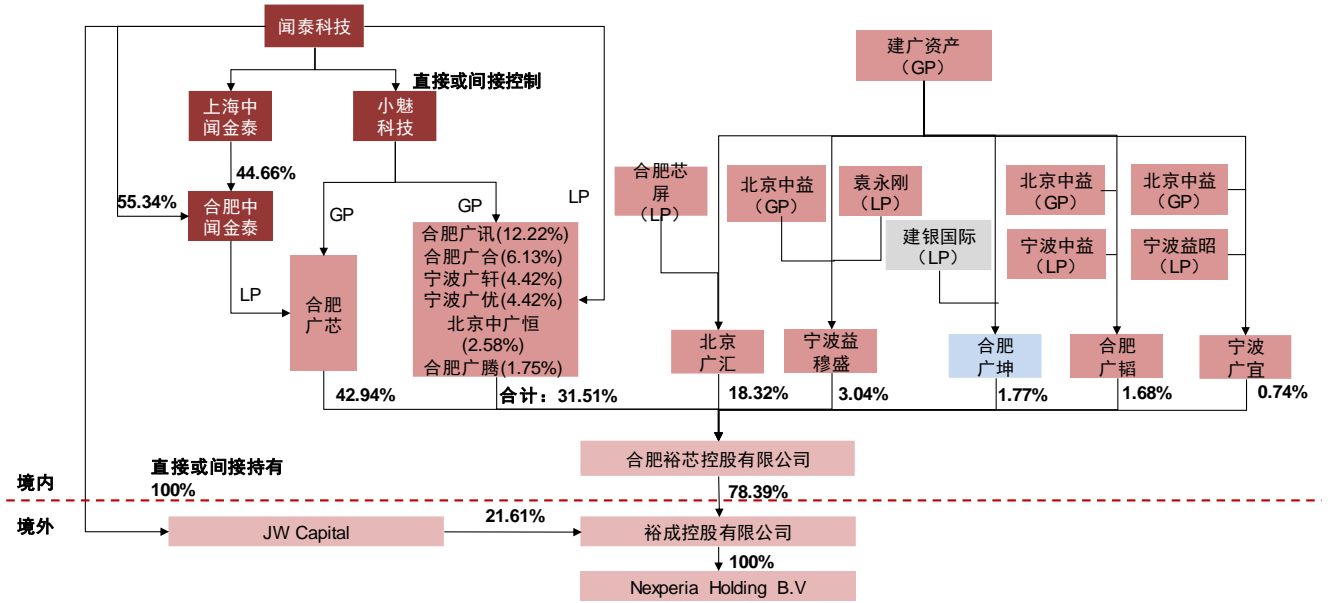 闻泰科技
建广资产
（GP）
直接或间接控制
上海中
闻金泰
小魅
科技
44.66%
55.34%
合肥中
闻金泰
GP
GP
LP
LP
合肥
广芯
合肥广讯(12.22%)
合肥广合(6.13%)
宁波广轩(4.42%)
宁波广优(4.42%)
北京中广恒
(2.58%)
合肥广腾(1.75%)
合肥芯
屏
（LP）
北京中益
（GP）
袁永刚
（LP）
建银国际
（LP）
北京中益
（GP）
宁波中益
（LP）
北京中益
（GP）
宁波益昭
（LP）
北京
广汇
宁波益
穆盛
合肥
广坤
合肥
广韬
宁波
广宜
42.94%
合计：31.51%
18.32%
3.04%
1.77%
1.68%
0.74%
合肥裕芯控股有限公司
直接或间接持有
100%
境内
78.39%
境外
JW Capital
21.61%
裕成控股有限公司
100%
Nexperia Holding B.V